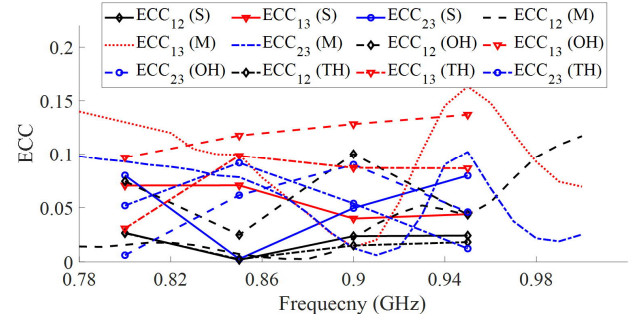 ECC12 (S) ECC13 (S) ECC23 (S) ECC12 (M)
ECC13 (M) ECC23 (M) ECC12 (OH) ECC13 (OH)
ECC23 (OH) ECC12 (TH) ECC13 (TH) ECC23 (TH)
0.2
0.15
0.1
0.05
0
ECC
0.78 0.82 0.86 0.9 0.94 0.98
Frequecny (GHz)